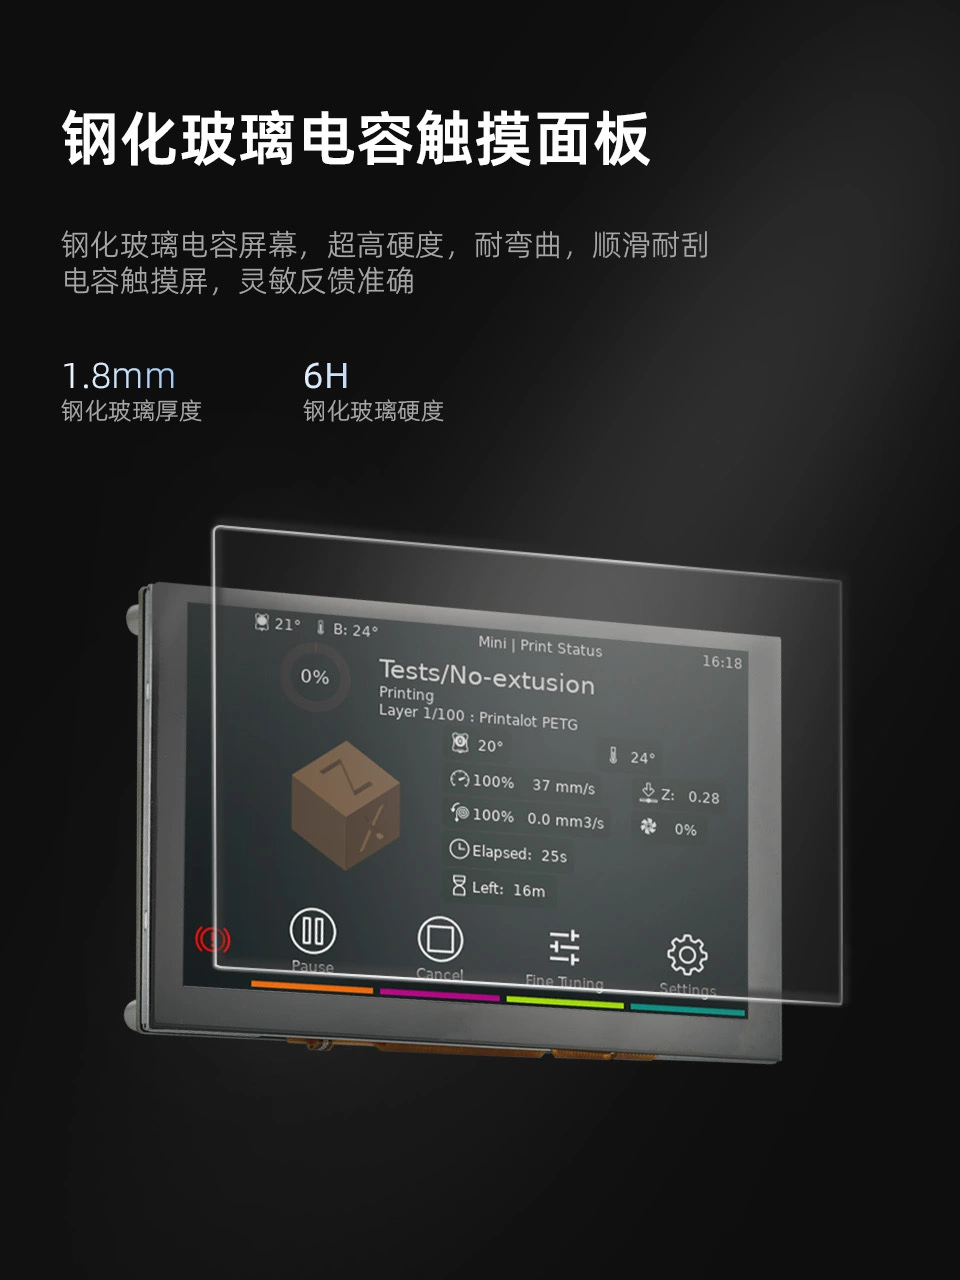 钢化玻璃电容触摸面板
钢化玻璃电容屏幕，超高硬度，耐弯曲，顺滑耐刮
电容触摸屏，灵敏反馈准确
1.8mm
钢化玻璃厚度
6H
钢化玻璃硬度
21° B: 24°
Mini | Print Status
16:18
0%
Tests/No-extusion
Printing
Layer 1/100 : Printalot PETG
20° 24°
100% 37 mm/s Z: 0.28
100% 0.0 mm3/s 0%
Elapsed: 25s
Left: 16m
Pause
Cancel
Fine Tuning
Settings